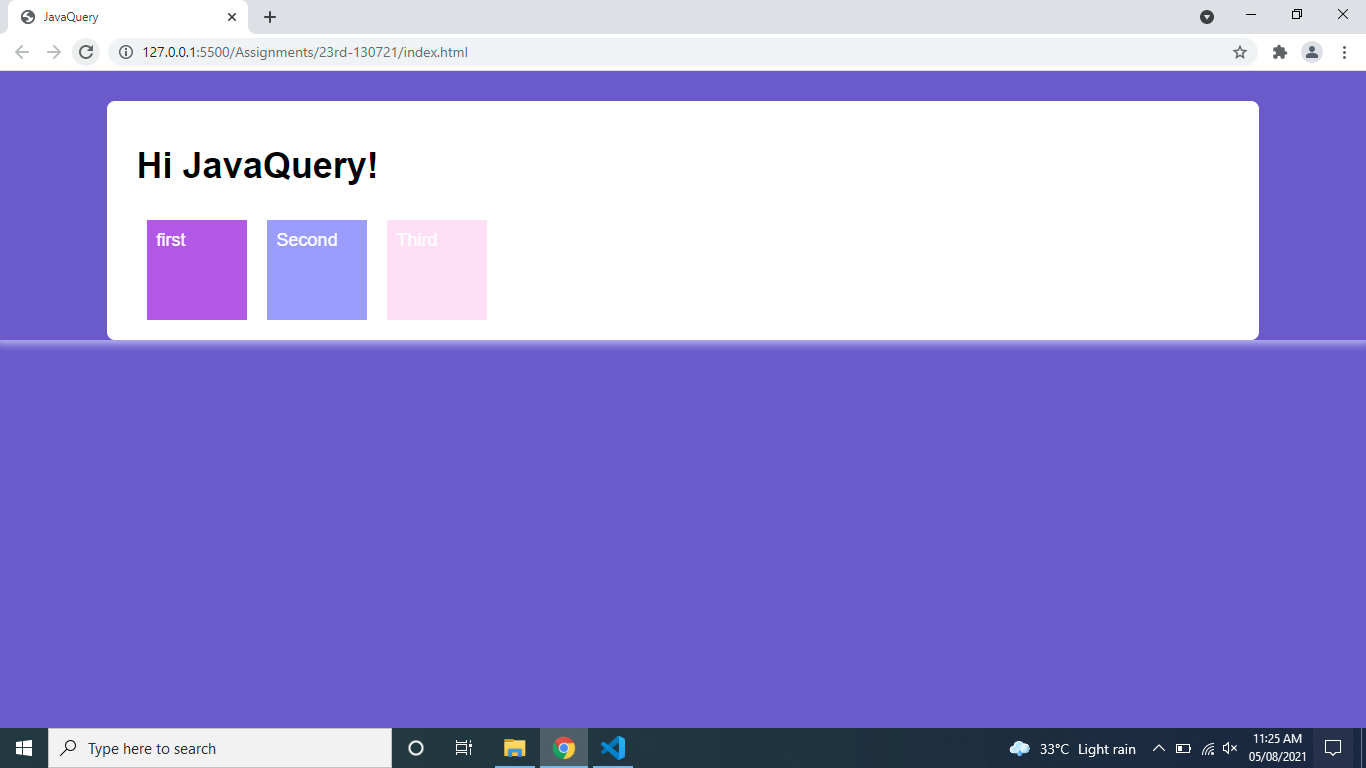 JavaQuery
127.0.0.1:5500/Assignments/23rd-130721/index.html
Hi JavaQuery!
first Second Third
Type here to search
33°C Light rain
11:25 AM
05/08/2021